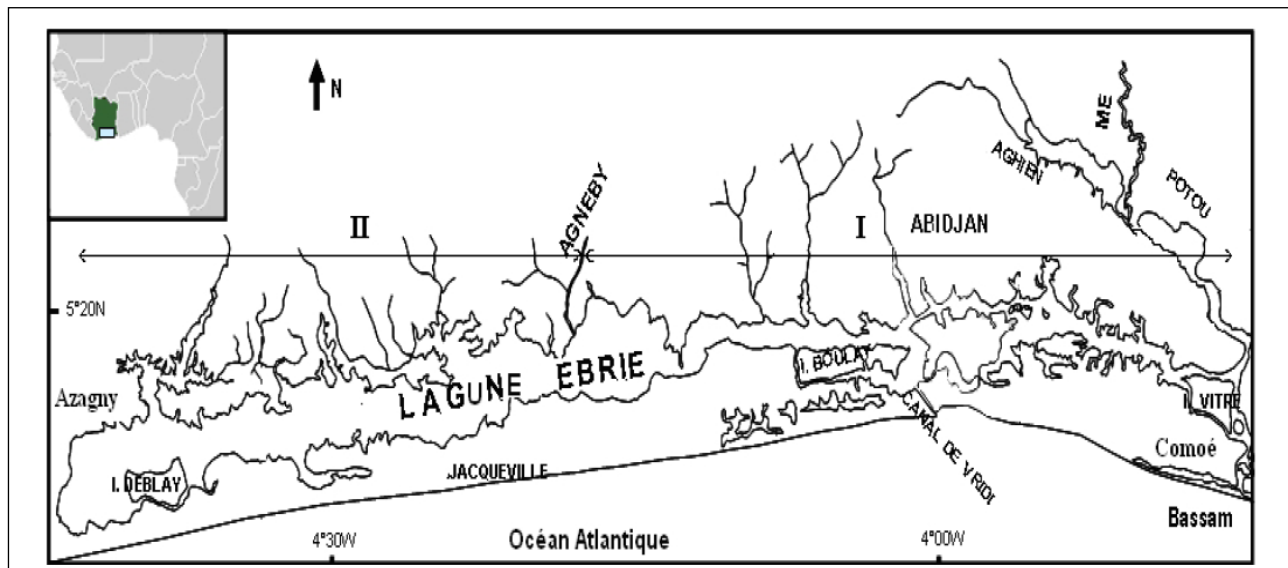 N
ME
AGHIEN
POTOU
AGNEBY
II
I
ABIDJAN
5°20N
LAGUNE EBRIE
I. BOULAY
Azagny
I. VITRE
CANAL DE VRIDI
Comoé
I. DEBLAY
JACQUEVILLE
Bassam
Océan Atlantique
4°30W
4°00W